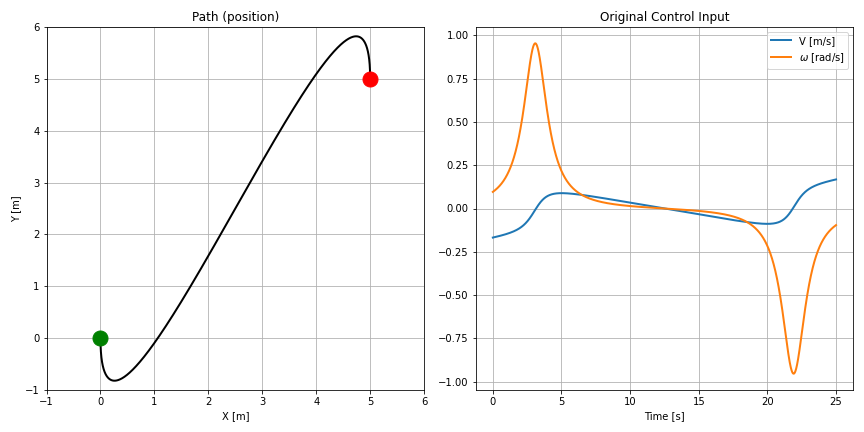 Path (position)
6
5
4
3
2
1
0
−1
Y [m]
−1 0 1 2 3 4 5 6
X [m]
Original Control Input
V [m/s]
ω [rad/s]
1.00
0.75
0.50
0.25
0.00
−0.25
−0.50
−0.75
−1.00
0 5 10 15 20 25
Time [s]